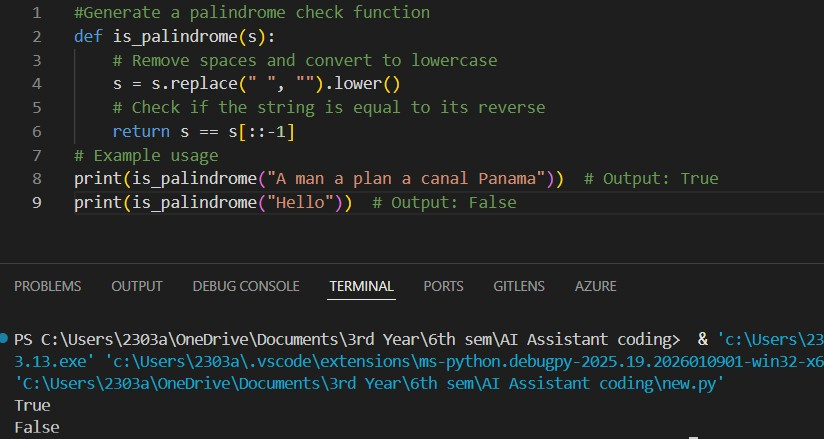 1 #Generate a palindrome check function
2 def is_palindrome(s):
3     # Remove spaces and convert to lowercase
4     s = s.replace(" ", "").lower()
5     # Check if the string is equal to its reverse
6     return s == s[::-1]
7 # Example usage
8 print(is_palindrome("A man a plan a canal Panama"))  # Output: True
9 print(is_palindrome("Hello"))  # Output: False
PROBLEMS OUTPUT DEBUG CONSOLE TERMINAL PORTS GITLENS AZURE
PS C:\Users\2303a\OneDrive\Documents\3rd Year\6th sem\AI Assistant coding>  & 'c:\Users\23
3.13.exe' 'c:\Users\2303a\.vscode\extensions\ms-python.debugpy-2025.19.2026010901-win32-x6
'C:\Users\2303a\OneDrive\Documents\3rd Year\6th sem\AI Assistant coding\new.py'
True
False